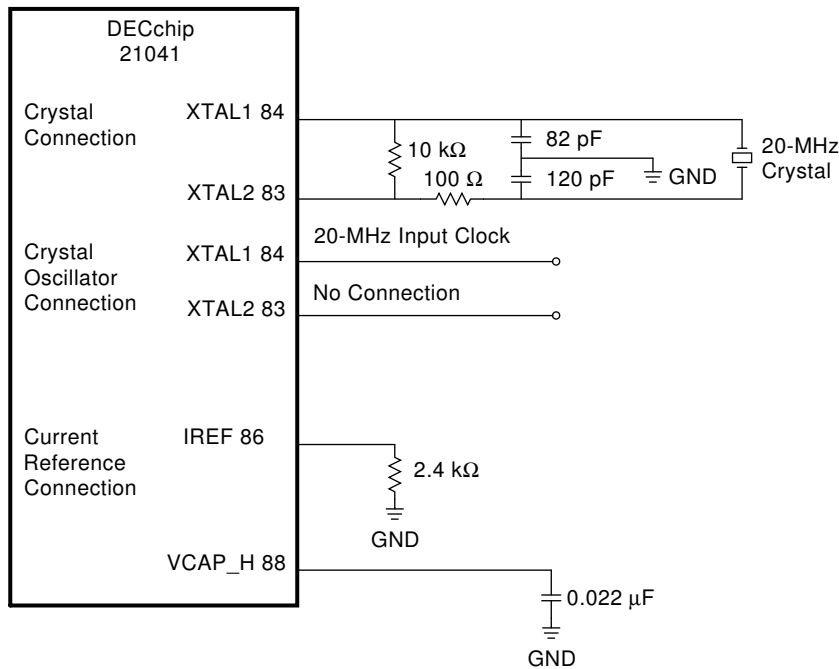 DECchip
21041
Crystal
Connection
XTAL1 84
10 kΩ
82 pF
20-MHz
Crystal
100 Ω
120 pF
GND
XTAL2 83
Crystal
Oscillator
Connection
XTAL1 84
20-MHz Input Clock
XTAL2 83
No Connection
Current
Reference
Connection
IREF 86
2.4 kΩ
GND
VCAP_H 88
0.022 μF
GND